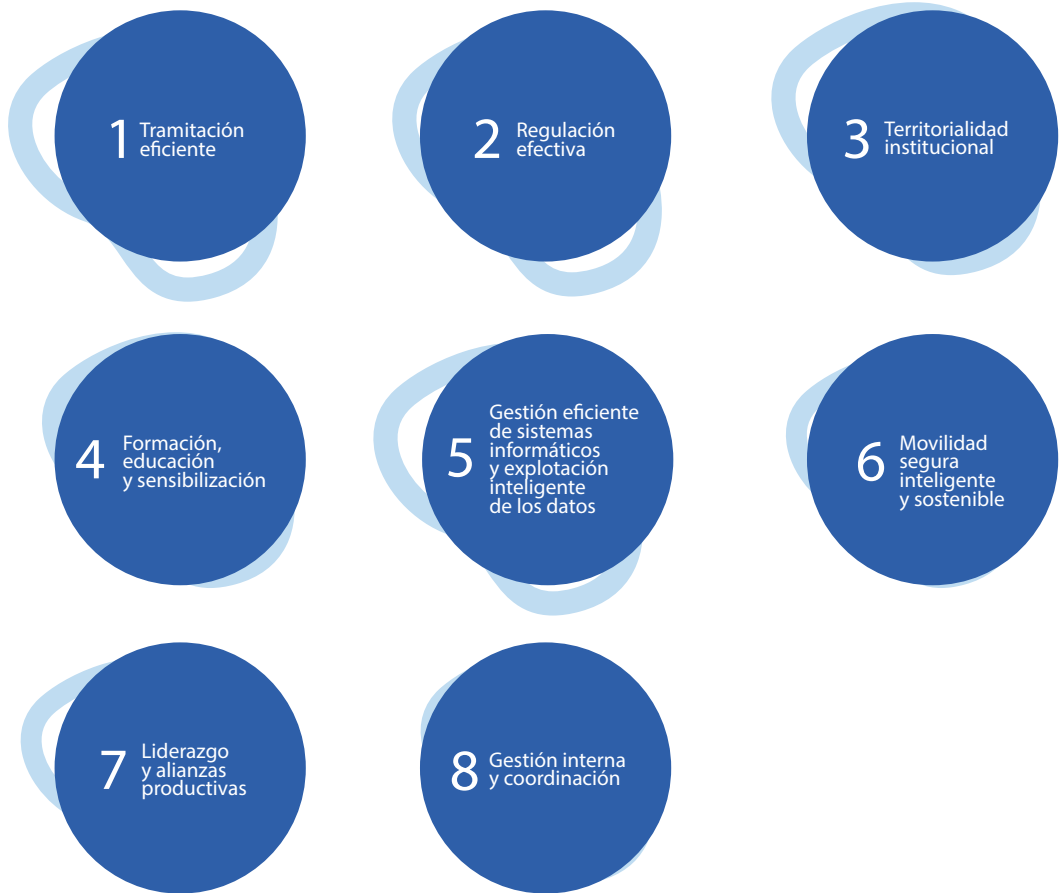 1 Tramitación
eficiente
2 Regulación
efectiva
3 Territorialidad
institucional
4 Formación,
educación
y sensibilización
5 Gestión eficiente
de sistemas
informáticos
y explotación
inteligente
de los datos
6 Movilidad
segura
inteligente
y sostenible
7 Liderazgo
y alianzas
productivas
8 Gestión interna
y coordinación